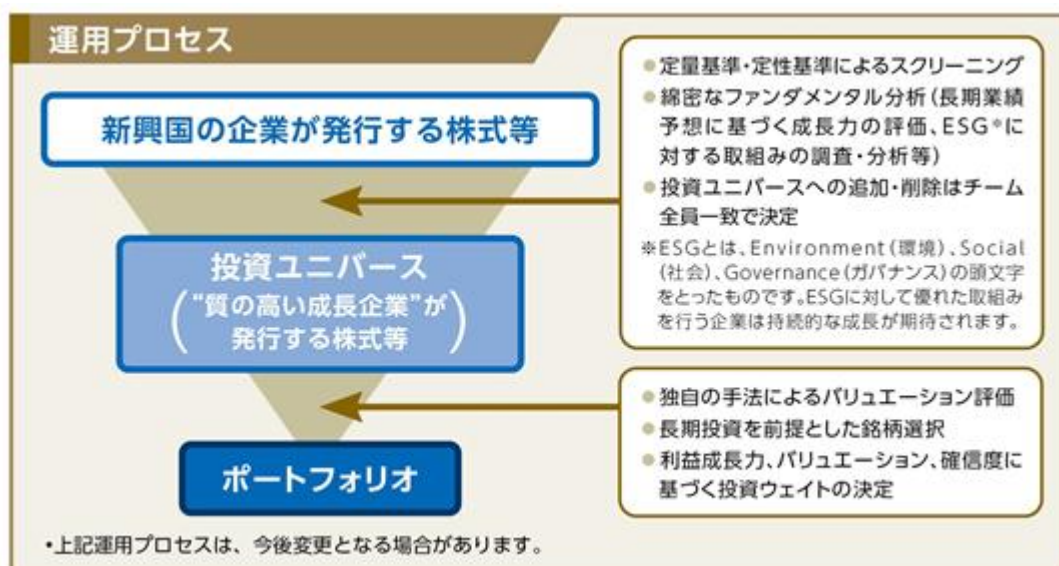 運用プロセス
新興国の企業が発行する株式等
●定量基準・定性基準によるスクリーニング
●綿密なファンダメンタル分析（長期業績
予想に基づく成長力の評価、ESG※に
対する取組みの調査・分析等）
●投資ユニバースへの追加・削除はチーム
全員一致で決定
※ESGとは、Environment（環境）、Social
（社会）、Governance（ガバナンス）の頭文字
をとったものです。ESGに対して優れた取組み
を行う企業は持続的な成長が期待されます。
投資ユニバース
（“質の高い成長企業”が
発行する株式等）
●独自の手法によるバリュエーション評価
●長期投資を前提とした銘柄選択
●利益成長力、バリュエーション、確信度に
基づく投資ウェイトの決定
ポートフォリオ
・上記運用プロセスは、今後変更となる場合があります。